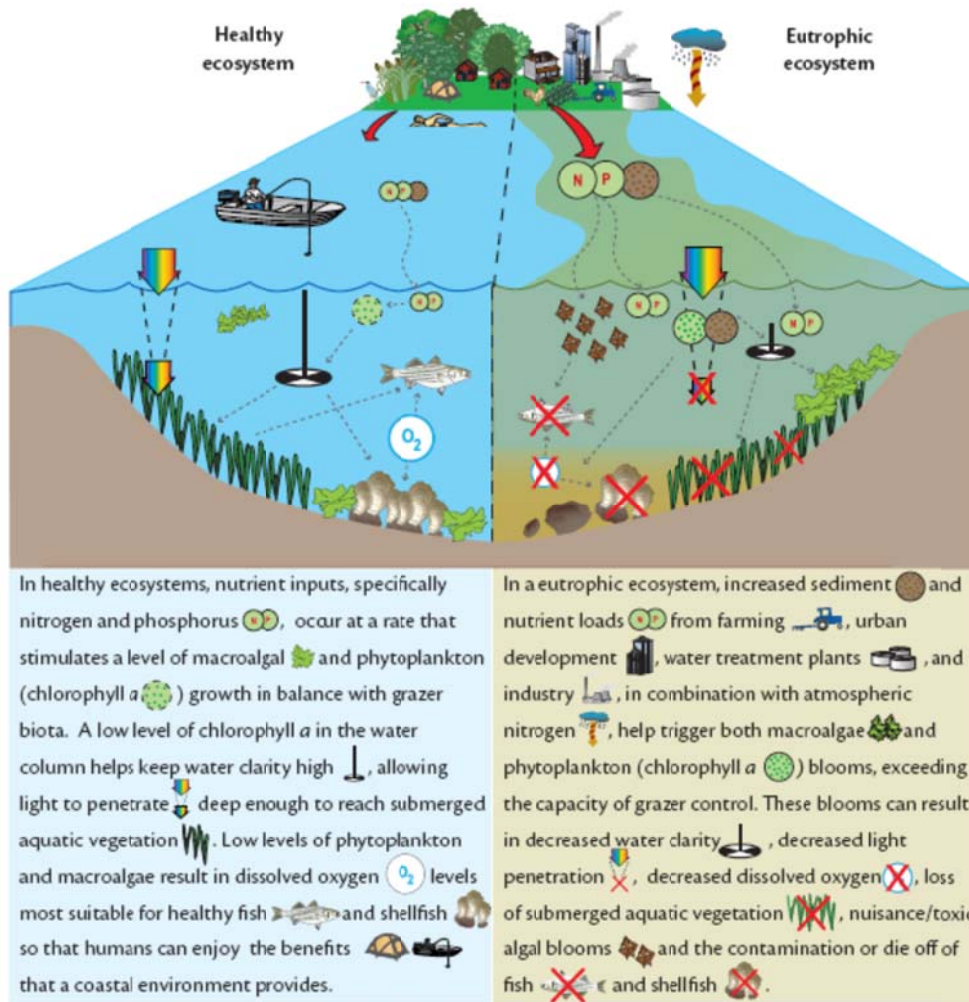 Healthy
ecosystem
Eutrophic
ecosystem
N P
N P
N P
N P
N P
O2
In healthy ecosystems, nutrient inputs, specifically
nitrogen and phosphorus N P, occur at a rate that
stimulates a level of macroalgal and phytoplankton
(chlorophyll a ) growth in balance with grazer
biota. A low level of chlorophyll a in the water
column helps keep water clarity high , allowing
light to penetrate deep enough to reach submerged
aquatic vegetation . Low levels of phytoplankton
and macroalgae result in dissolved oxygen O2 levels
most suitable for healthy fish and shellfish
so that humans can enjoy the benefits
that a coastal environment provides.
In a eutrophic ecosystem, increased sediment and
nutrient loads N P from farming , urban
development , water treatment plants , and
industry , in combination with atmospheric
nitrogen , help trigger both macroalgae and
phytoplankton (chlorophyll a ) blooms, exceeding
the capacity of grazer control. These blooms can result
in decreased water clarity , decreased light
penetration , decreased dissolved oxygen , loss
of submerged aquatic vegetation , nuisance/toxic
algal blooms and the contamination or die off of
fish and shellfish .